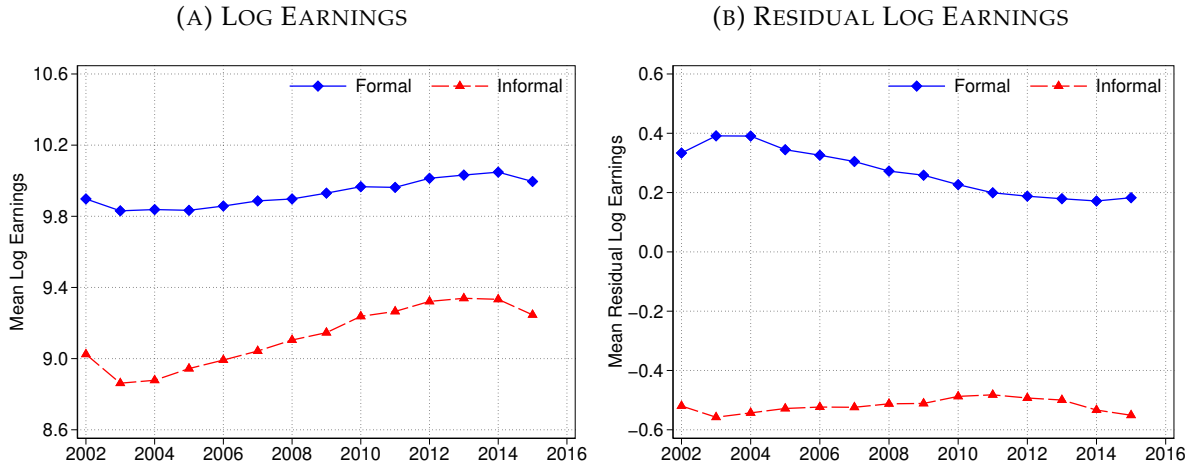 (A) LOG EARNINGS
Mean Log Earnings
10.6
10.2
9.8
9.4
9.0
8.6
Formal Informal
2002 2004 2006 2008 2010 2012 2014 2016
(B) RESIDUAL LOG EARNINGS
Mean Residual Log Earnings
0.6
0.4
0.2
0.0
−0.2
−0.4
−0.6
Formal Informal
2002 2004 2006 2008 2010 2012 2014 2016